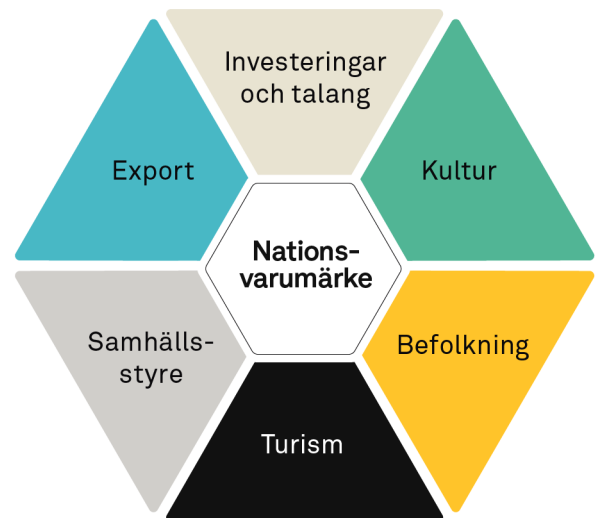 Investeringar
och talang
Export
Kultur
Nations-
varumärke
Samhälls-
styre
Befolkning
Turism